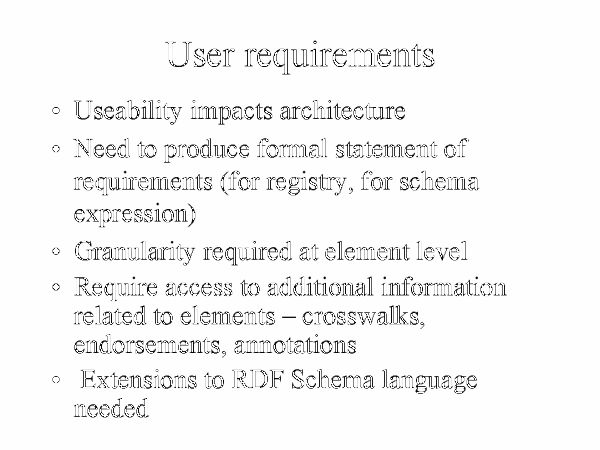 User requirements
◦ Useability impacts architecture
◦ Need to produce formal statement of
requirements (for registry, for schema
expression)
◦ Granularity required at element level
◦ Require access to additional information
related to elements – crosswalks,
endorsements, annotations
◦ Extensions to RDF Schema language
needed